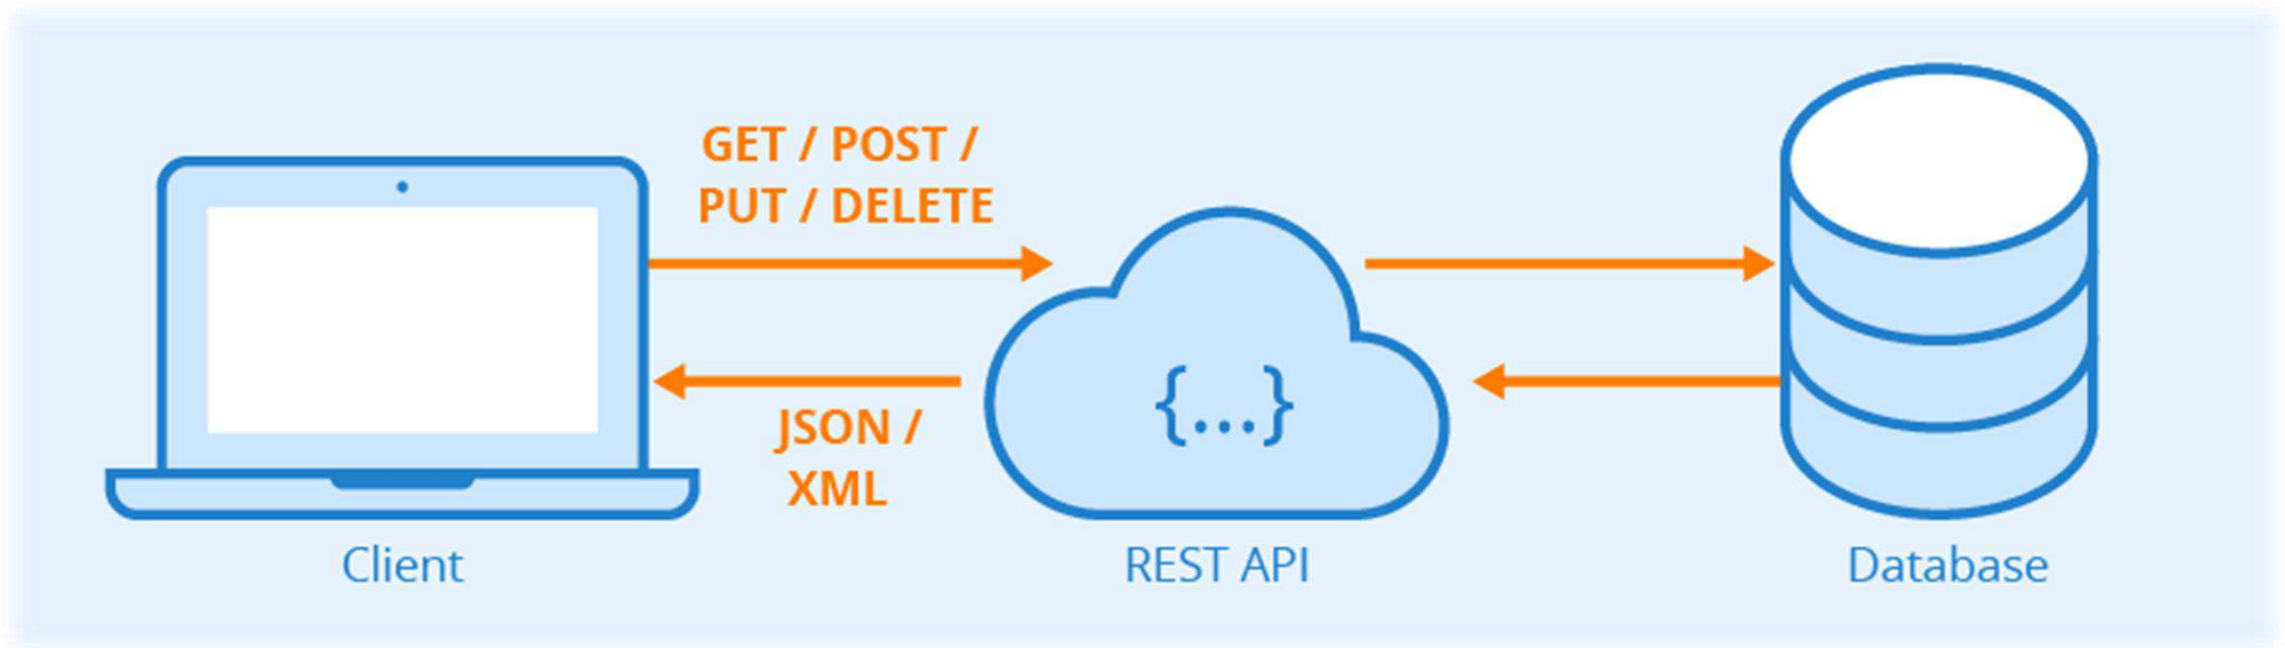 GET / POST /
PUT / DELETE
JSON /
XML
{...}
Client
REST API
Database